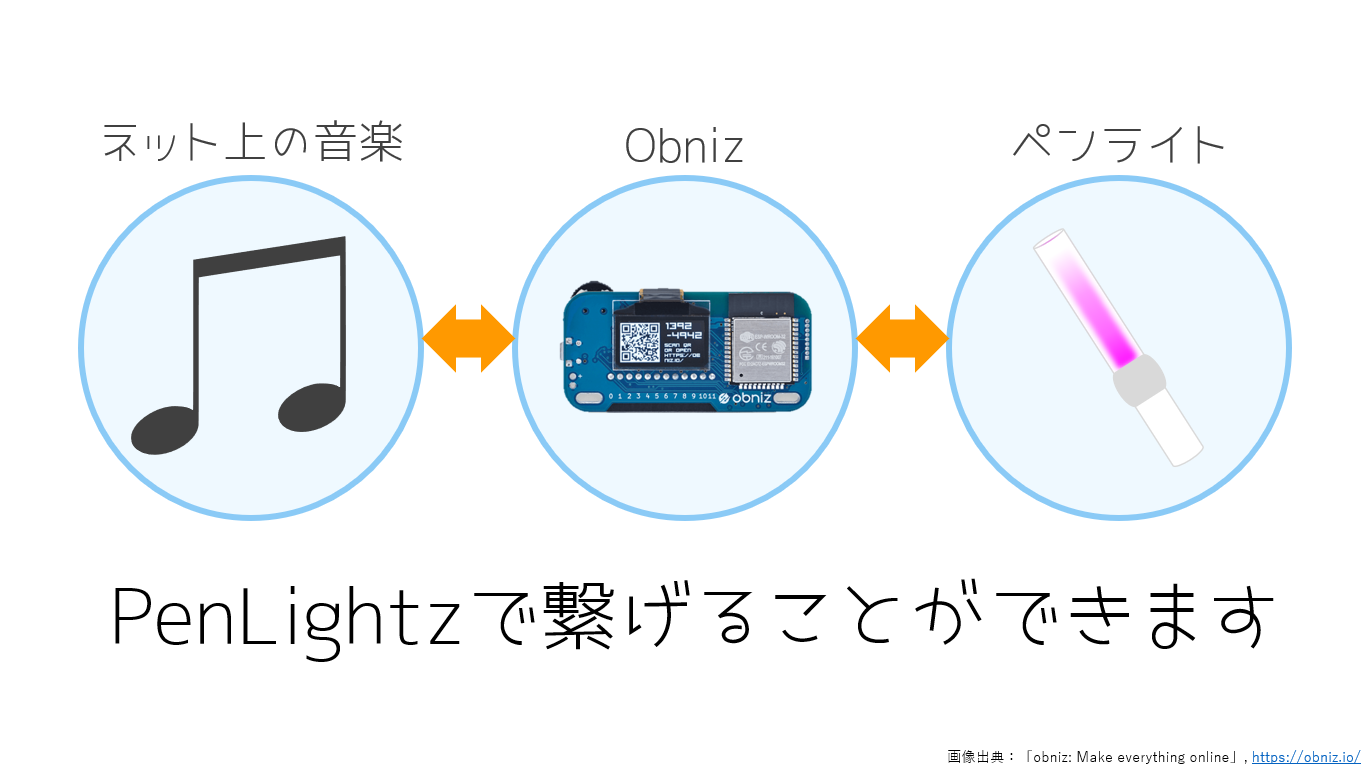 ネット上の音楽
Obniz
ペンライト
1392
-4942
SCAN QR
OR OPEN
HTTPS://OB
NIZ.IO/
0 1 2 3 4 5 6 7 8 9 10 11
obniz
PenLightzで繋げることができます
画像出典：「obniz: Make everything online」, https://obniz.io/